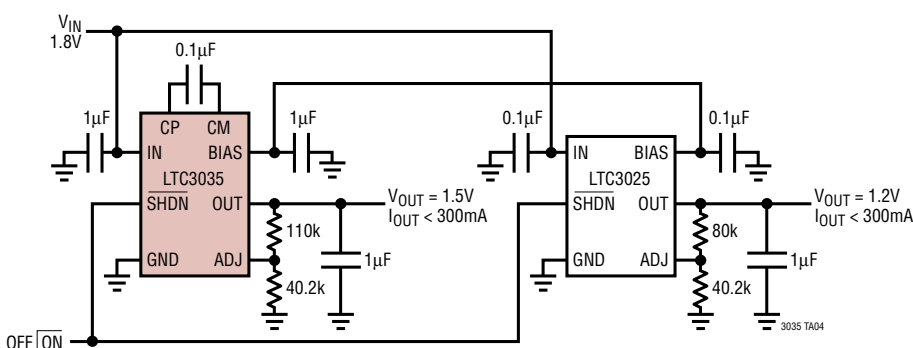 VIN
1.8V
0.1µF
1µF
CP CM
1µF
0.1µF
0.1µF
IN BIAS
LTC3035
SHDN OUT
GND ADJ
110k
40.2k
1µF
VOUT = 1.5V
IOUT < 300mA
IN BIAS
LTC3025
SHDN OUT
GND ADJ
80k
40.2k
1µF
VOUT = 1.2V
IOUT < 300mA
OFF ON
3035 TA04